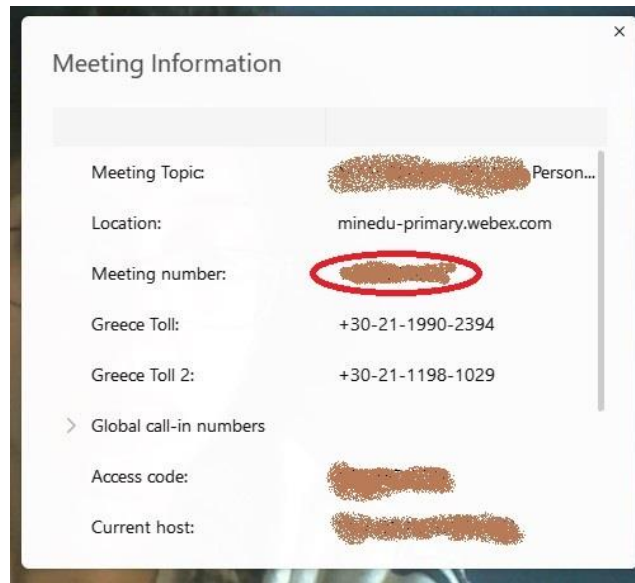 Meeting Information
Meeting Topic: Person...
Location: minedu-primary.webex.com
Meeting number:
Greece Toll: +30-21-1990-2394
Greece Toll 2: +30-21-1198-1029
Global call-in numbers
Access code:
Current host: